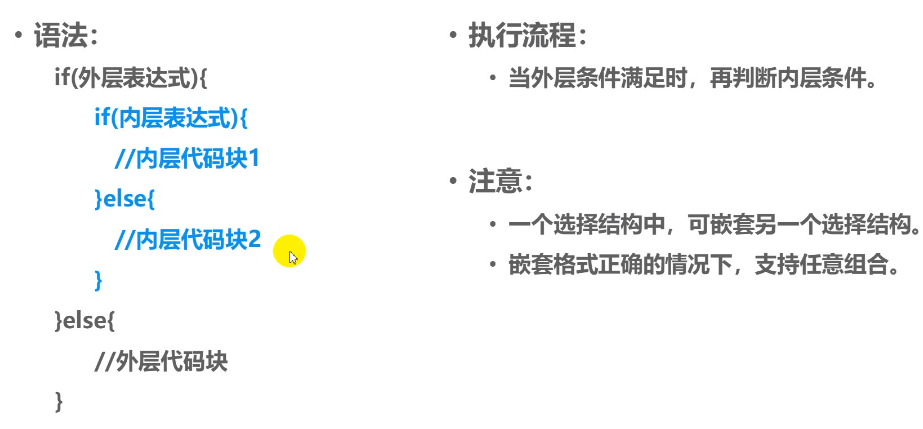 • 语法：
if(外层表达式){
if(内层表达式){
//内层代码块1
}else{
//内层代码块2
}
}else{
//外层代码块
}
• 执行流程：
• 当外层条件满足时，再判断内层条件。
• 注意：
• 一个选择结构中，可嵌套另一个选择结构。
• 嵌套格式正确的情况下，支持任意组合。